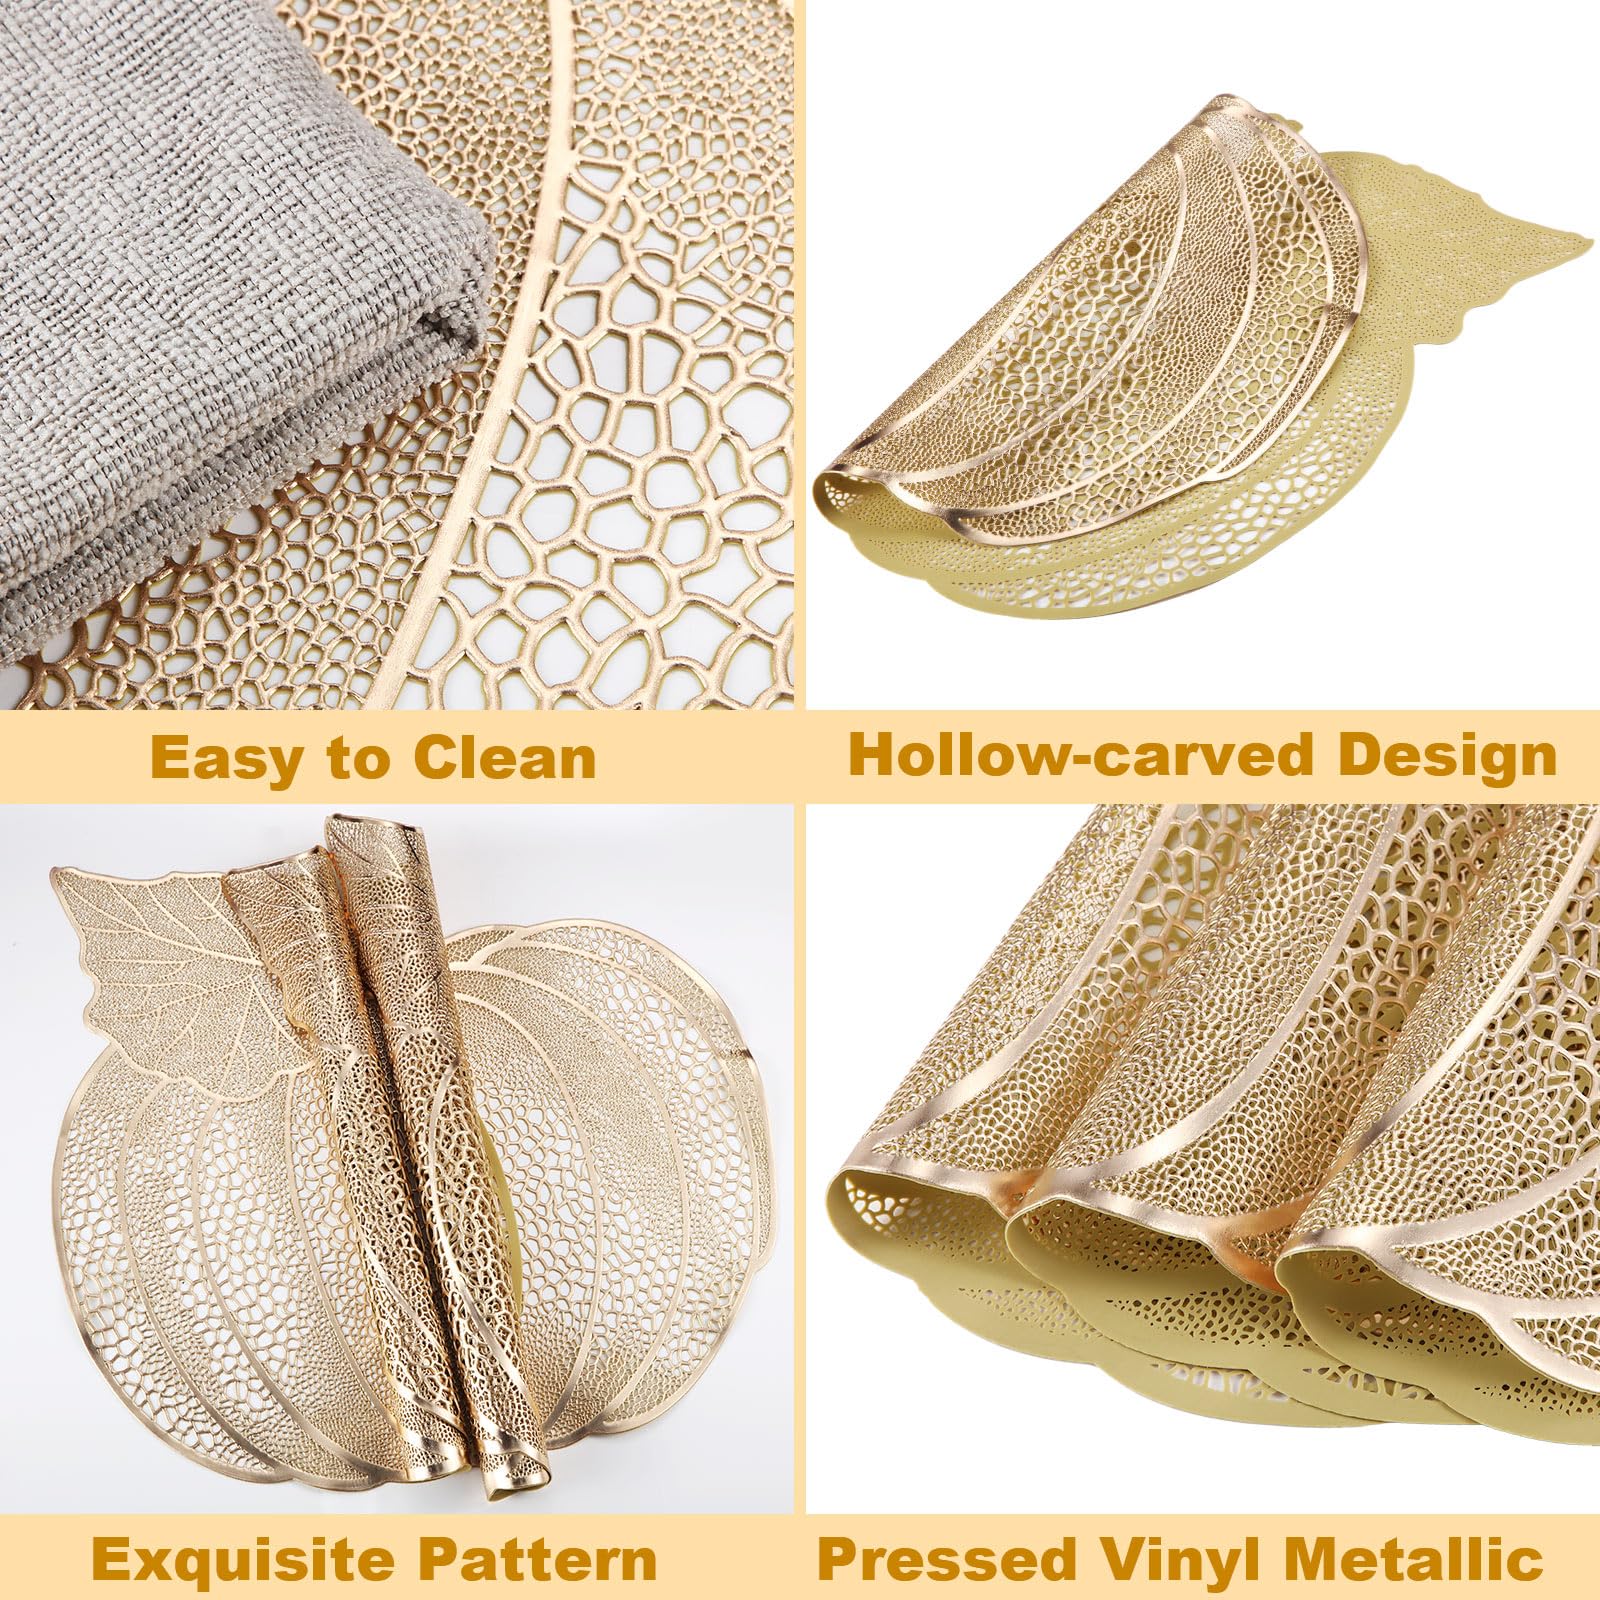 Easy to Clean
Hollow-carved Design
Exquisite Pattern
Pressed Vinyl Metallic